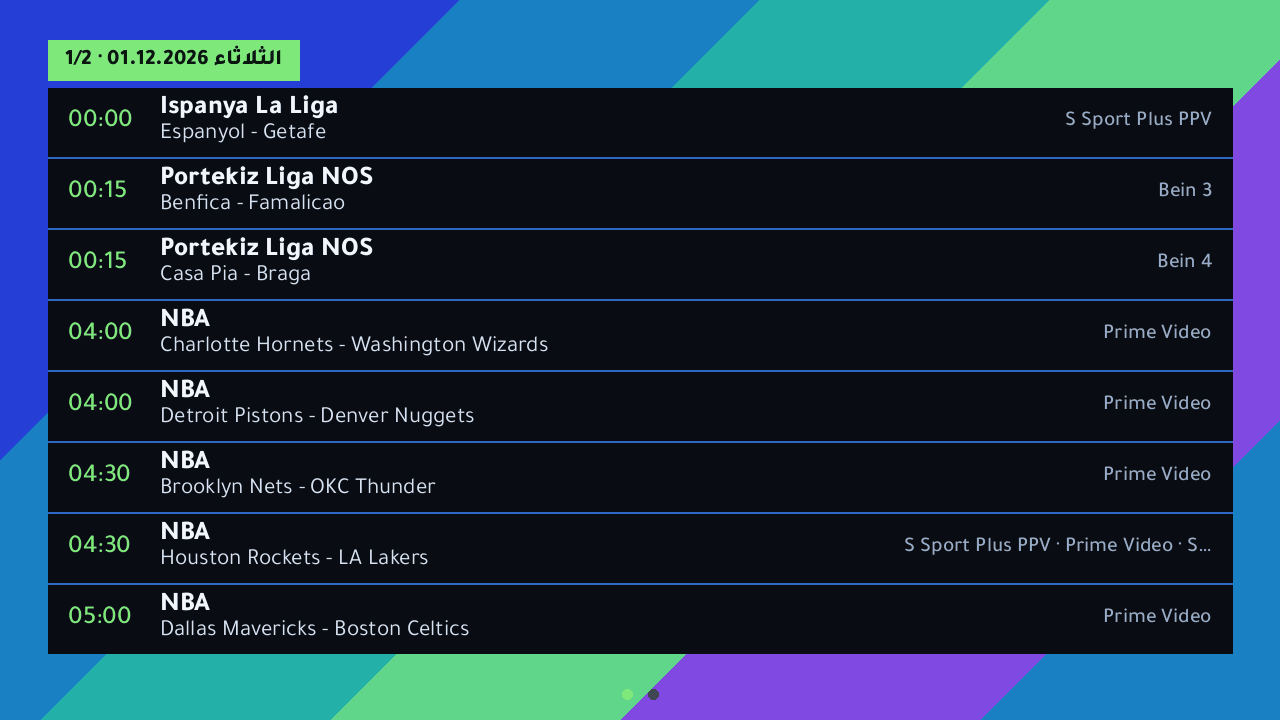 الثلاثاء 01.12.2026 · 1/2
00:00
Ispanya La Liga
Espanyol - Getafe
S Sport Plus PPV
00:15
Portekiz Liga NOS
Benfica - Famalicao
Bein 3
00:15
Portekiz Liga NOS
Casa Pia - Braga
Bein 4
04:00
NBA
Charlotte Hornets - Washington Wizards
Prime Video
04:00
NBA
Detroit Pistons - Denver Nuggets
Prime Video
04:30
NBA
Brooklyn Nets - OKC Thunder
Prime Video
04:30
NBA
Houston Rockets - LA Lakers
S Sport Plus PPV · Prime Video · S...
05:00
NBA
Dallas Mavericks - Boston Celtics
Prime Video